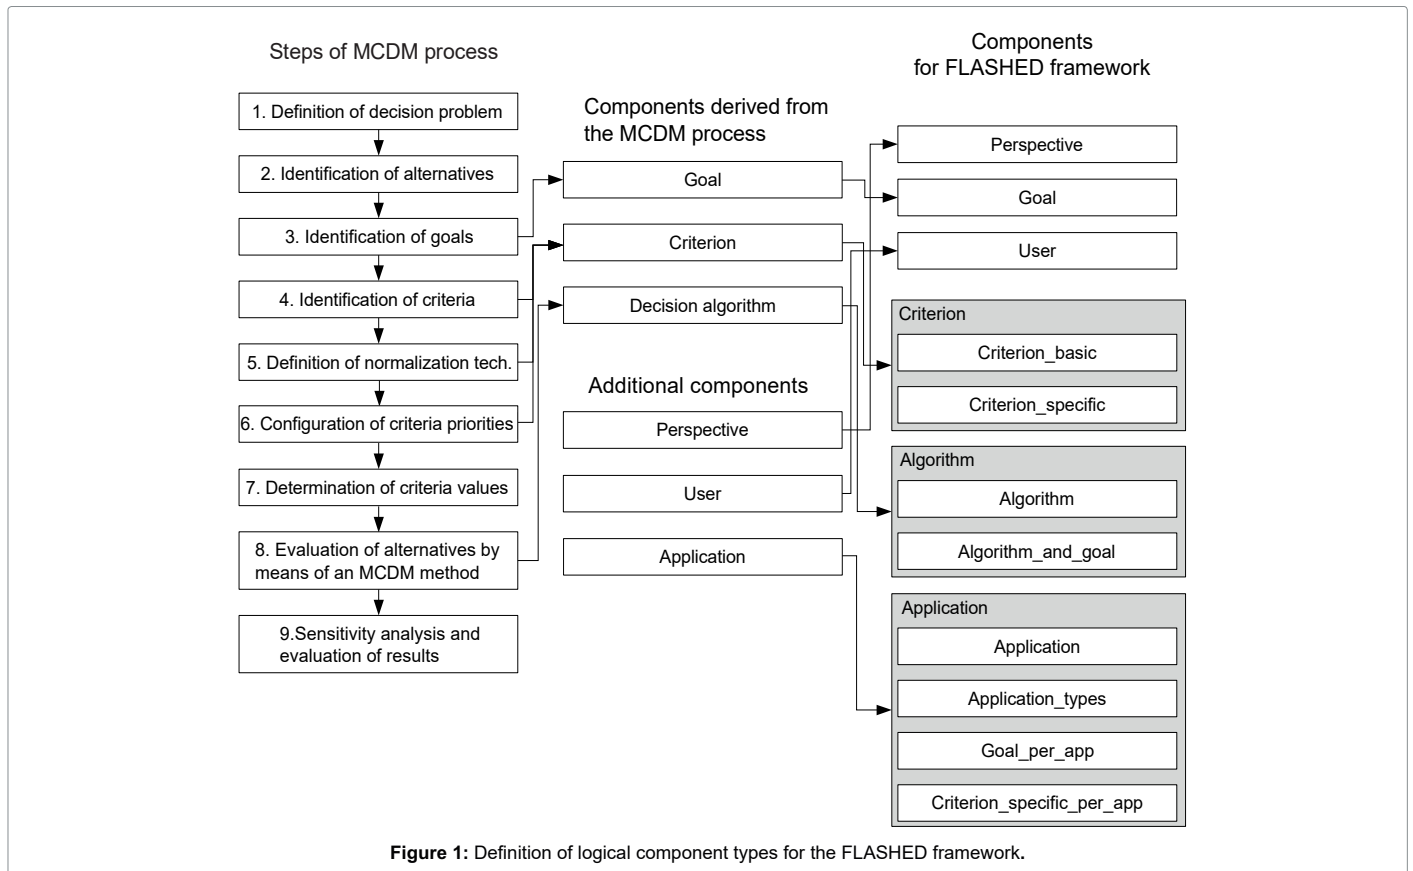 Steps of MCDM process
1. Definition of decision problem
2. Identification of alternatives
3. Identification of goals
4. Identification of criteria
5. Definition of normalization tech.
6. Configuration of criteria priorities
7. Determination of criteria values
8. Evaluation of alternatives by
means of an MCDM method
9.Sensitivity analysis and
evaluation of results
Components derived from
the MCDM process
Goal
Criterion
Decision algorithm
Additional components
Perspective
User
Application
Components
for FLASHED framework
Perspective
Goal
User
Criterion
Criterion_basic
Criterion_specific
Algorithm
Algorithm
Algorithm_and_goal
Application
Application
Application_types
Goal_per_app
Criterion_specific_per_app
Figure 1: Definition of logical component types for the FLASHED framework.